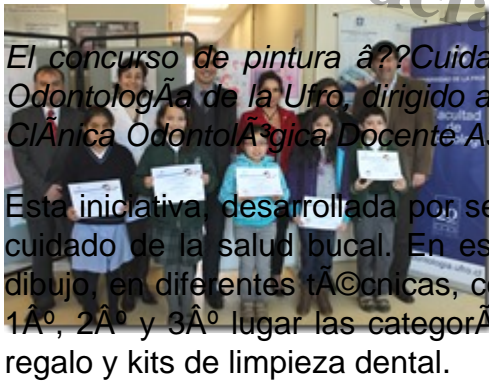 El concurso de pintura â??Cuida
OdontologÃ­a de la Ufro, dirigido a
ClÃ­nica OdontolÃ³gica Docente A
Esta iniciativa, desarrollada por se
cuidado de la salud bucal. En es
dibujo, en diferentes tÃ©cnicas, c
1Âº, 2Âº y 3Âº lugar las categorÃ
regalo y kits de limpieza dental.